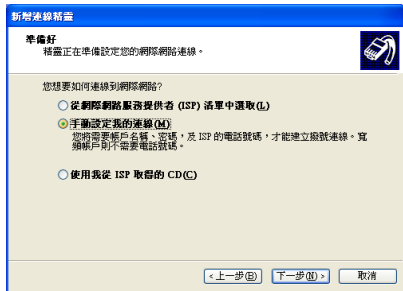 新增連線精靈
準備好
精靈正在準備設定您的網際網路連線。
您想要如何連線到網際網路?
從網際網路服務提供者 (ISP) 清單中選取(L)
手動設定我的連線(M)
您將需要帳戶名稱、密碼，及 ISP 的電話號碼，才能建立撥號連線。寬
頻帳戶則不需要電話號碼。
使用我從 ISP 取得的 CD(C)
<上一步(B) 下一步(N)> 取消